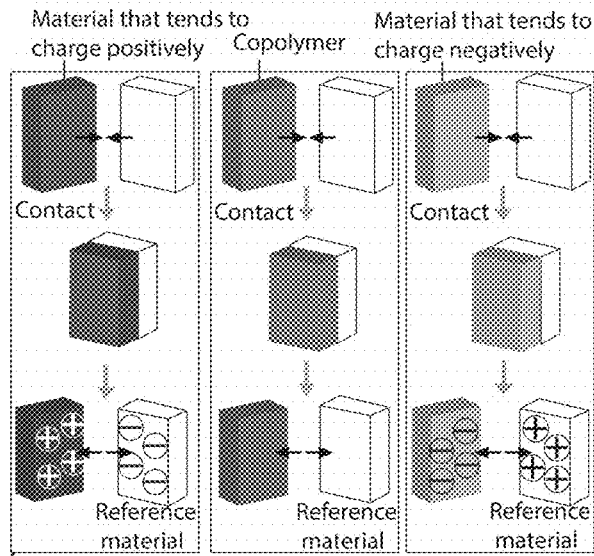 Material that tends to
charge positively
Copolymer
Material that tends to
charge negatively
Contact
Contact
Contact
Reference
material
Reference
material
Reference
material